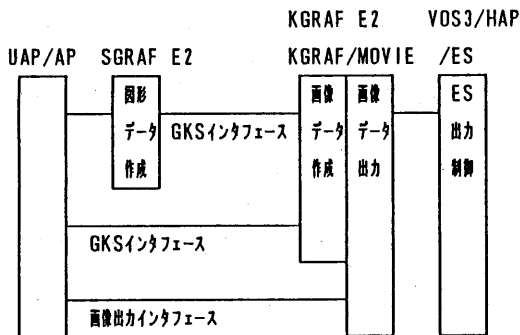 KGRAF E2 VOS3/HAP
UAP/AP SGRAF E2 KGRAF/MOVIE /ES
図形 画像 画像 ES
データ GKSインタフェース データ データ 出力
作成 作成 出力 制御
GKSインタフェース
画像出力インタフェース